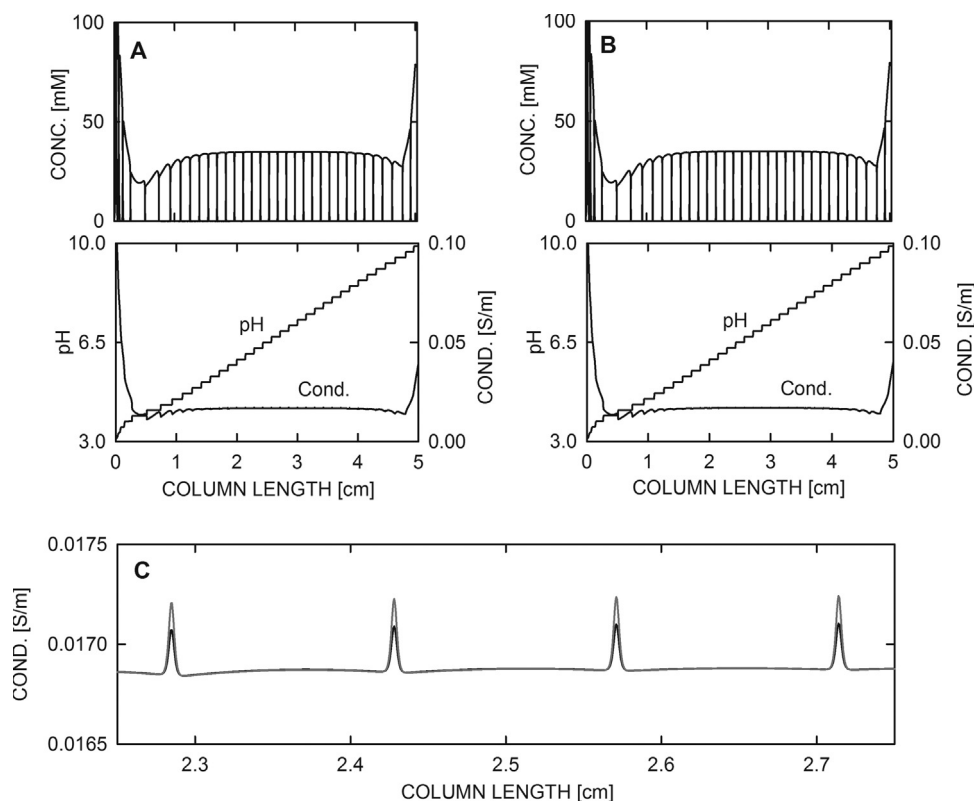 A
B
100
50
0
CONC. [mM]
100
50
0
CONC. [mM]
10.0
6.5
3.0
pH
pH
Cond.
0.10
0.05
0.00
COND. [S/m]
0 1 2 3 4 5
COLUMN LENGTH [cm]
10.0
6.5
3.0
pH
pH
Cond.
0.10
0.05
0.00
COND. [S/m]
0 1 2 3 4 5
COLUMN LENGTH [cm]
C
0.0175
0.0170
0.0165
COND. [S/m]
2.3 2.4 2.5 2.6 2.7
COLUMN LENGTH [cm]